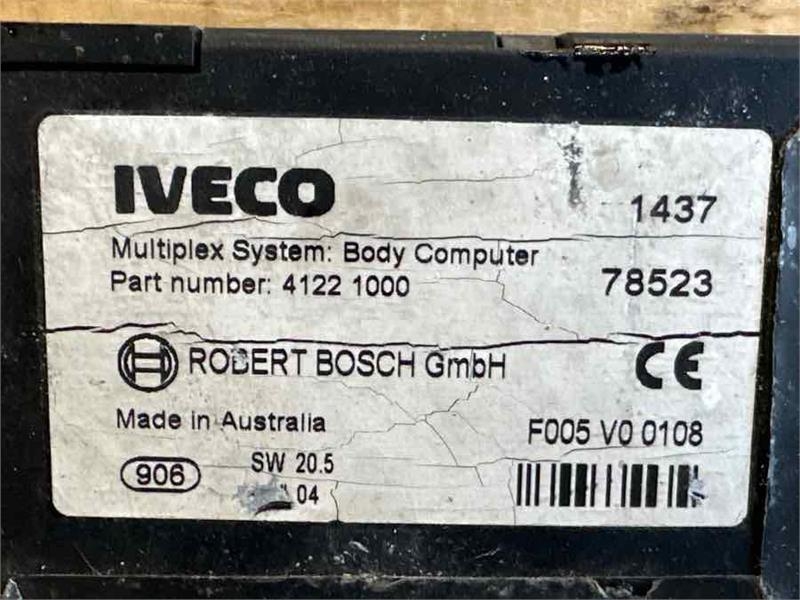 IVECO
1437
Multiplex System: Body Computer
Part number: 4122 1000
78523
ROBERT BOSCH GmbH
CE
Made in Australia
F005 V0 0108
906
SW 20.5
04